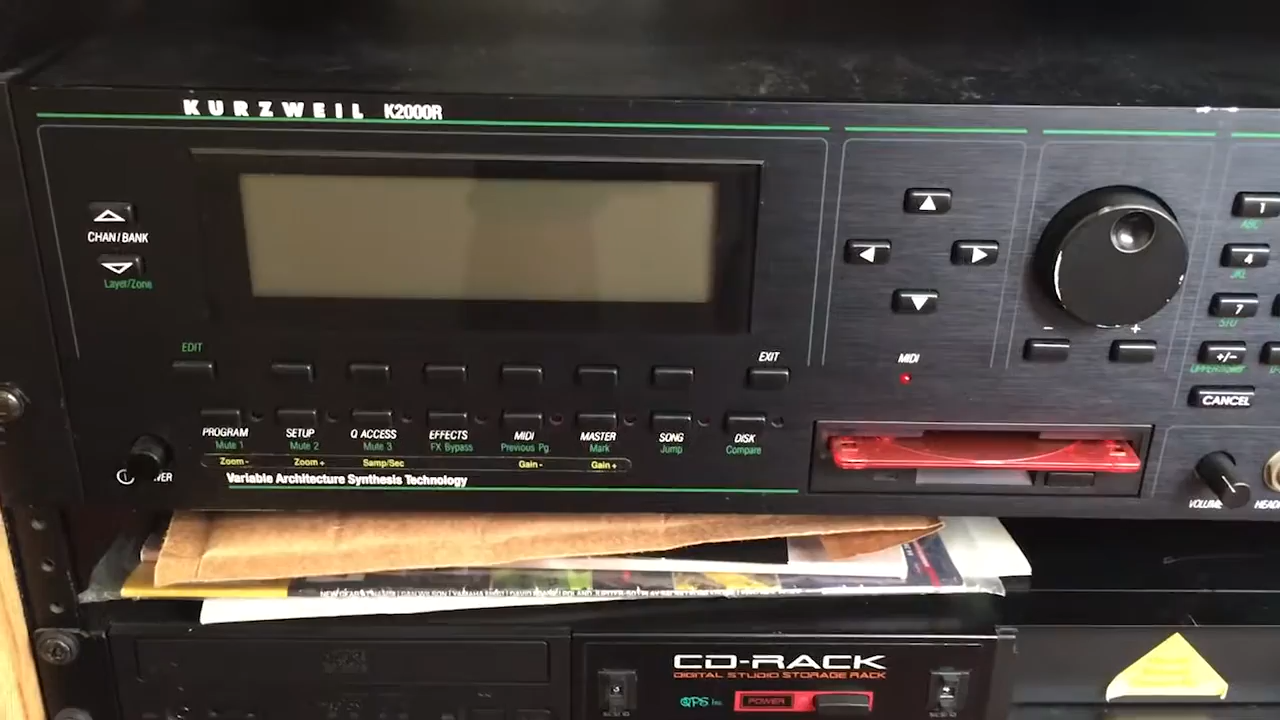 KURZWEIL K2000R
CHAN/BANK
Layer/Zone
EDIT
EXIT
MIDI
- +
1
ABC
4
JKL
7
+/-
CANCEL
PROGRAM SETUP Q ACCESS EFFECTS MIDI MASTER SONG DISK
Mute 1 Mute 2 Mute 3 FX Bypass Previous Pg Mark Jump Compare
Zoom - Zoom + Samp/Sec Gain - Gain +
Variable Architecture Synthesis Technology
VOLUME
CD-RACK
DIGITAL STUDIO STORAGE RACK
QPS Inc.
POWER